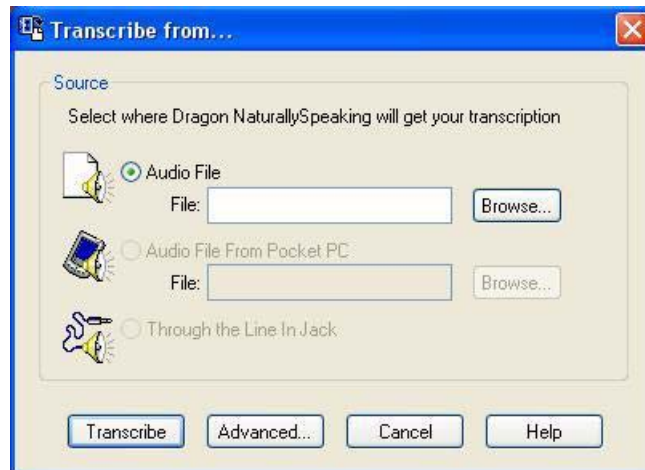 Transcribe from...
Source
Select where Dragon NaturallySpeaking will get your transcription
Audio File
File: Browse...
Audio File From Pocket PC
File: Browse...
Through the Line In Jack
Transcribe Advanced... Cancel Help